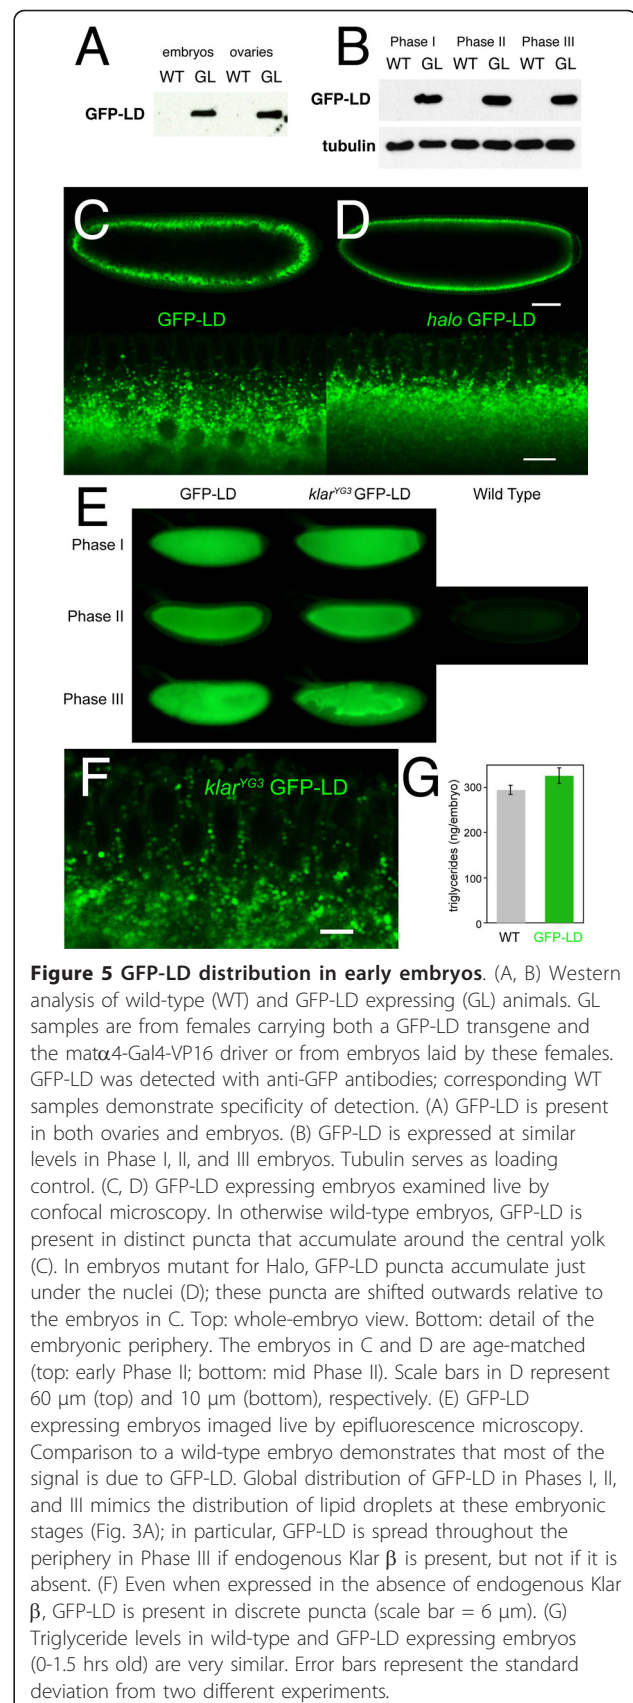 A
embryos ovaries
WT GL WT GL
GFP-LD
B
Phase I Phase II Phase III
WT GL WT GL WT GL
GFP-LD
tubulin
C
D
GFP-LD
halo GFP-LD
E
GFP-LD klarYG3 GFP-LD Wild Type
Phase I
Phase II
Phase III
F
klarYG3 GFP-LD
G
triglycerides (ng/embryo)
300
200
100
0
WT GFP-LD
Figure 5 GFP-LD distribution in early embryos. (A, B) Western
analysis of wild-type (WT) and GFP-LD expressing (GL) animals. GL
samples are from females carrying both a GFP-LD transgene and
the matα4-Gal4-VP16 driver or from embryos laid by these females.
GFP-LD was detected with anti-GFP antibodies; corresponding WT
samples demonstrate specificity of detection. (A) GFP-LD is present
in both ovaries and embryos. (B) GFP-LD is expressed at similar
levels in Phase I, II, and III embryos. Tubulin serves as loading
control. (C, D) GFP-LD expressing embryos examined live by
confocal microscopy. In otherwise wild-type embryos, GFP-LD is
present in distinct puncta that accumulate around the central yolk
(C). In embryos mutant for Halo, GFP-LD puncta accumulate just
under the nuclei (D); these puncta are shifted outwards relative to
the embryos in C. Top: whole-embryo view. Bottom: detail of the
embryonic periphery. The embryos in C and D are age-matched
(top: early Phase II; bottom: mid Phase II). Scale bars in D represent
60 μm (top) and 10 μm (bottom), respectively. (E) GFP-LD
expressing embryos imaged live by epifluorescence microscopy.
Comparison to a wild-type embryo demonstrates that most of the
signal is due to GFP-LD. Global distribution of GFP-LD in Phases I, II,
and III mimics the distribution of lipid droplets at these embryonic
stages (Fig. 3A); in particular, GFP-LD is spread throughout the
periphery in Phase III if endogenous Klar β is present, but not if it is
absent. (F) Even when expressed in the absence of endogenous Klar
β, GFP-LD is present in discrete puncta (scale bar = 6 μm). (G)
Triglyceride levels in wild-type and GFP-LD expressing embryos
(0-1.5 hrs old) are very similar. Error bars represent the standard
deviation from two different experiments.